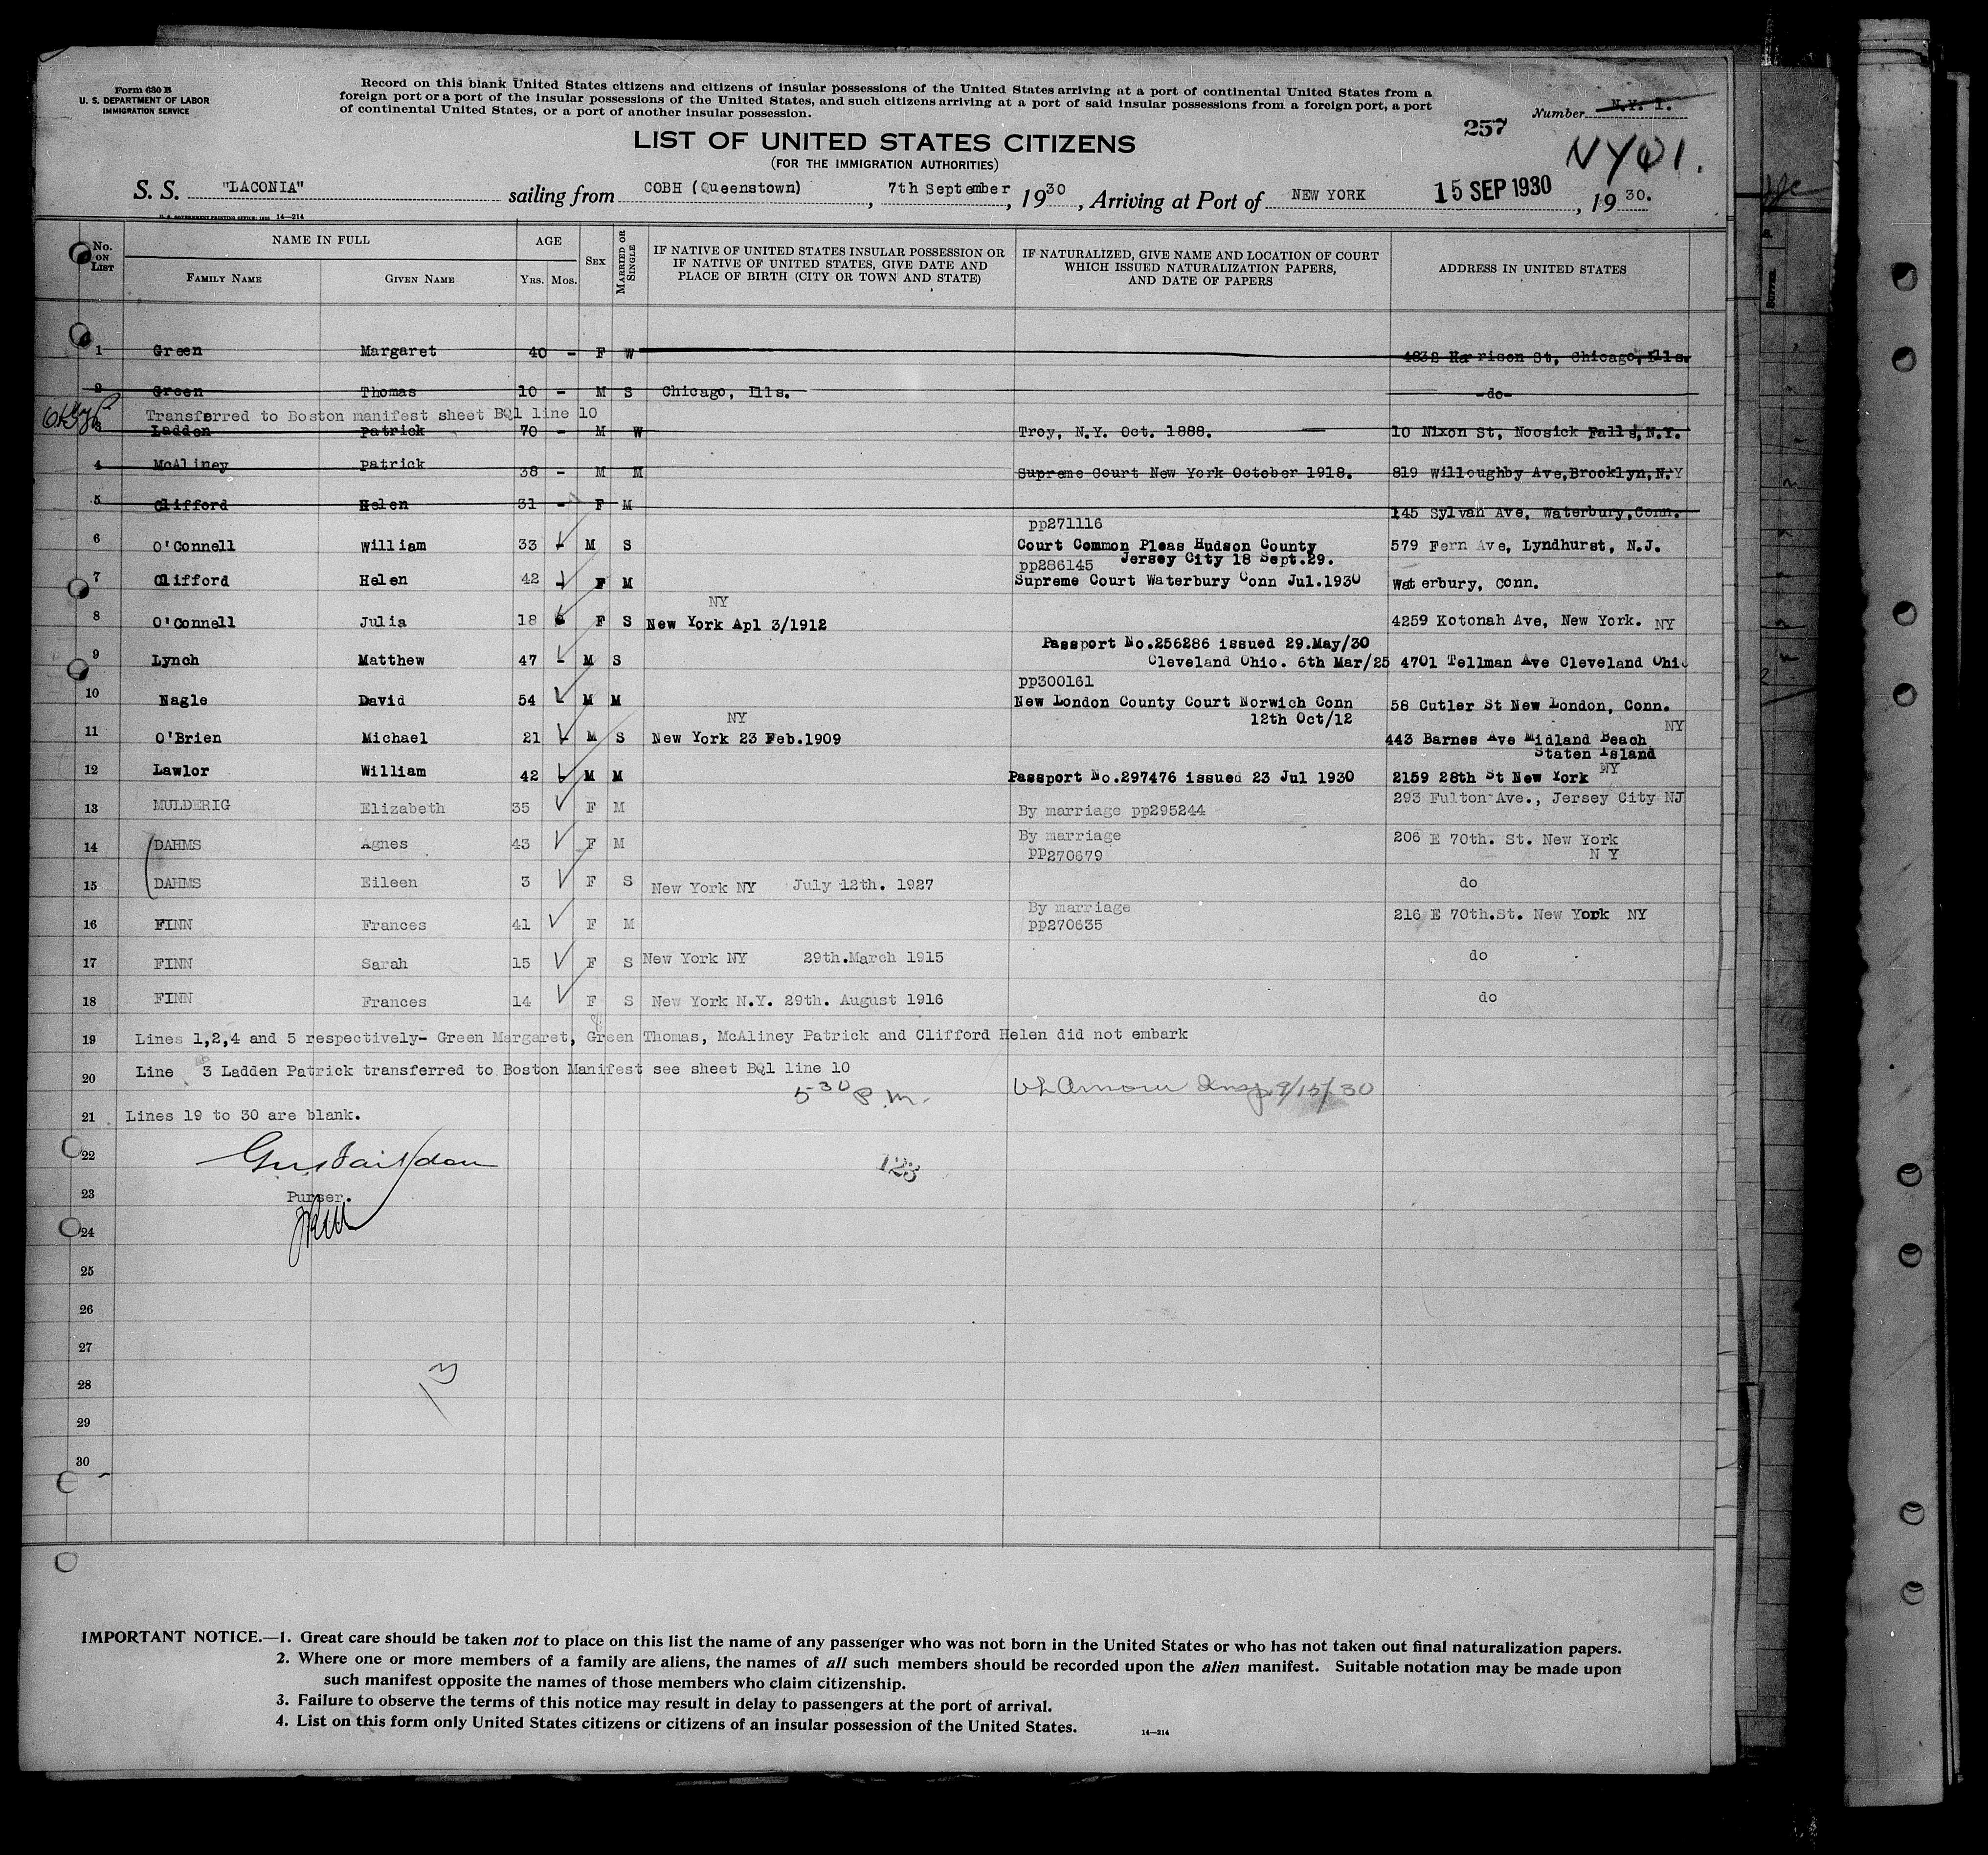 Form 630 B
U. S. DEPARTMENT OF LABOR
IMMIGRATION SERVICE
Record on this blank United States citizens and citizens of insular possessions of the United States arriving at a port of continental United States from a
foreign port or a port of the insular possessions of the United States, and such citizens arriving at a port of said insular possessions from a foreign port, a port
of continental United States, or a port of another insular possession.
Number N.Y. 1.
257
NYQ1.
LIST OF UNITED STATES CITIZENS
(FOR THE IMMIGRATION AUTHORITIES)
S. S. "LACONIA" sailing from COBH (Queenstown), 7th September, 1930, Arriving at Port of NEW YORK 15 SEP 1930, 1930.
U. S. GOVERNMENT PRINTING OFFICE: 1929 14—214
No. ON LIST NAME IN FULL AGE SEX MARRIED OR SINGLE IF NATIVE OF UNITED STATES INSULAR POSSESSION OR IF NATIVE OF UNITED STATES, GIVE DATE AND PLACE OF BIRTH (CITY OR TOWN AND STATE) IF NATURALIZED, GIVE NAME AND LOCATION OF COURT WHICH ISSUED NATURALIZATION PAPERS, AND DATE OF PAPERS ADDRESS IN UNITED STATES
FAMILY NAME GIVEN NAME YRS. MOS.
1 Green Margaret 40 - F W 4832 Harrison St, Chicago, Ills.
2 Green Thomas 10 - M S Chicago, Ills. -do-
Transferred to Boston manifest sheet BQ1 line 10
3 Ladden Patrick 70 - M W Troy, N.Y. Oct. 1888. 10 Nixon St, Noosick Falls, N.Y.
4 McAliney Patrick 38 - M M Supreme Court New York October 1918. 819 Willoughby Ave, Brooklyn, N.Y
5 Clifford Helen 31 - F M 145 Sylvan Ave, Waterbury, Conn.
pp271116
6 O'Connell William 33 - M S Court Common Pleas Hudson County 579 Fern Ave, Lyndhurst, N.J.
Jersey City 18 Sept.29.
pp286145
7 Clifford Helen 42 - F M Supreme Court Waterbury Conn Jul.1930 Waterbury, Conn.
NY
8 O'Connell Julia 18 6 F S New York Apl 3/1912 4259 Kotonah Ave, New York. NY
Passport No.256286 issued 29.May/30
9 Lynch Matthew 47 - M S Cleveland Ohio. 6th Mar/25 4701 Tellman Ave Cleveland Ohio
pp300161
10 Nagle David 54 - M M New London County Court Norwich Conn 58 Cutler St New London, Conn.
12th Oct/12
NY NY
11 O'Brien Michael 21 - M S New York 23 Feb.1909 443 Barnes Ave Midland Beach
Staten Island
12 Lawlor William 42 - M M Passport No.297476 issued 23 Jul 1930 2159 28th St New York NY
13 MULDERIG Elizabeth 35 F M By marriage pp295244 293 Fulton Ave., Jersey City NJ
14 DAHMS Agnes 43 F M By marriage 206 E 70th. St. New York
pp270679 N Y
15 DAHMS Eileen 3 F S New York NY July 12th. 1927 do
By marriage
16 FINN Frances 41 F M pp270635 216 E 70th.St. New York NY
17 FINN Sarah 15 F S New York NY 29th.March 1915 do
18 FINN Frances 14 F S New York N.Y. 29th. August 1916 do
19 Lines 1,2,4 and 5 respectively- Green Margaret, Green Thomas, McAliney Patrick and Clifford Helen did not embark
20 Line 3 Ladden Patrick transferred to Boston Manifest see sheet BQ1 line 10
5 30 P.M. Insp 9/15/30
21 Lines 19 to 30 are blank.
22
123
23 Purser.
24
25
26
27
28
29
30
IMPORTANT NOTICE.—1. Great care should be taken not to place on this list the name of any passenger who was not born in the United States or who has not taken out final naturalization papers.
2. Where one or more members of a family are aliens, the names of all such members should be recorded upon the alien manifest. Suitable notation may be made upon
such manifest opposite the names of those members who claim citizenship.
3. Failure to observe the terms of this notice may result in delay to passengers at the port of arrival.
4. List on this form only United States citizens or citizens of an insular possession of the United States.
14—214